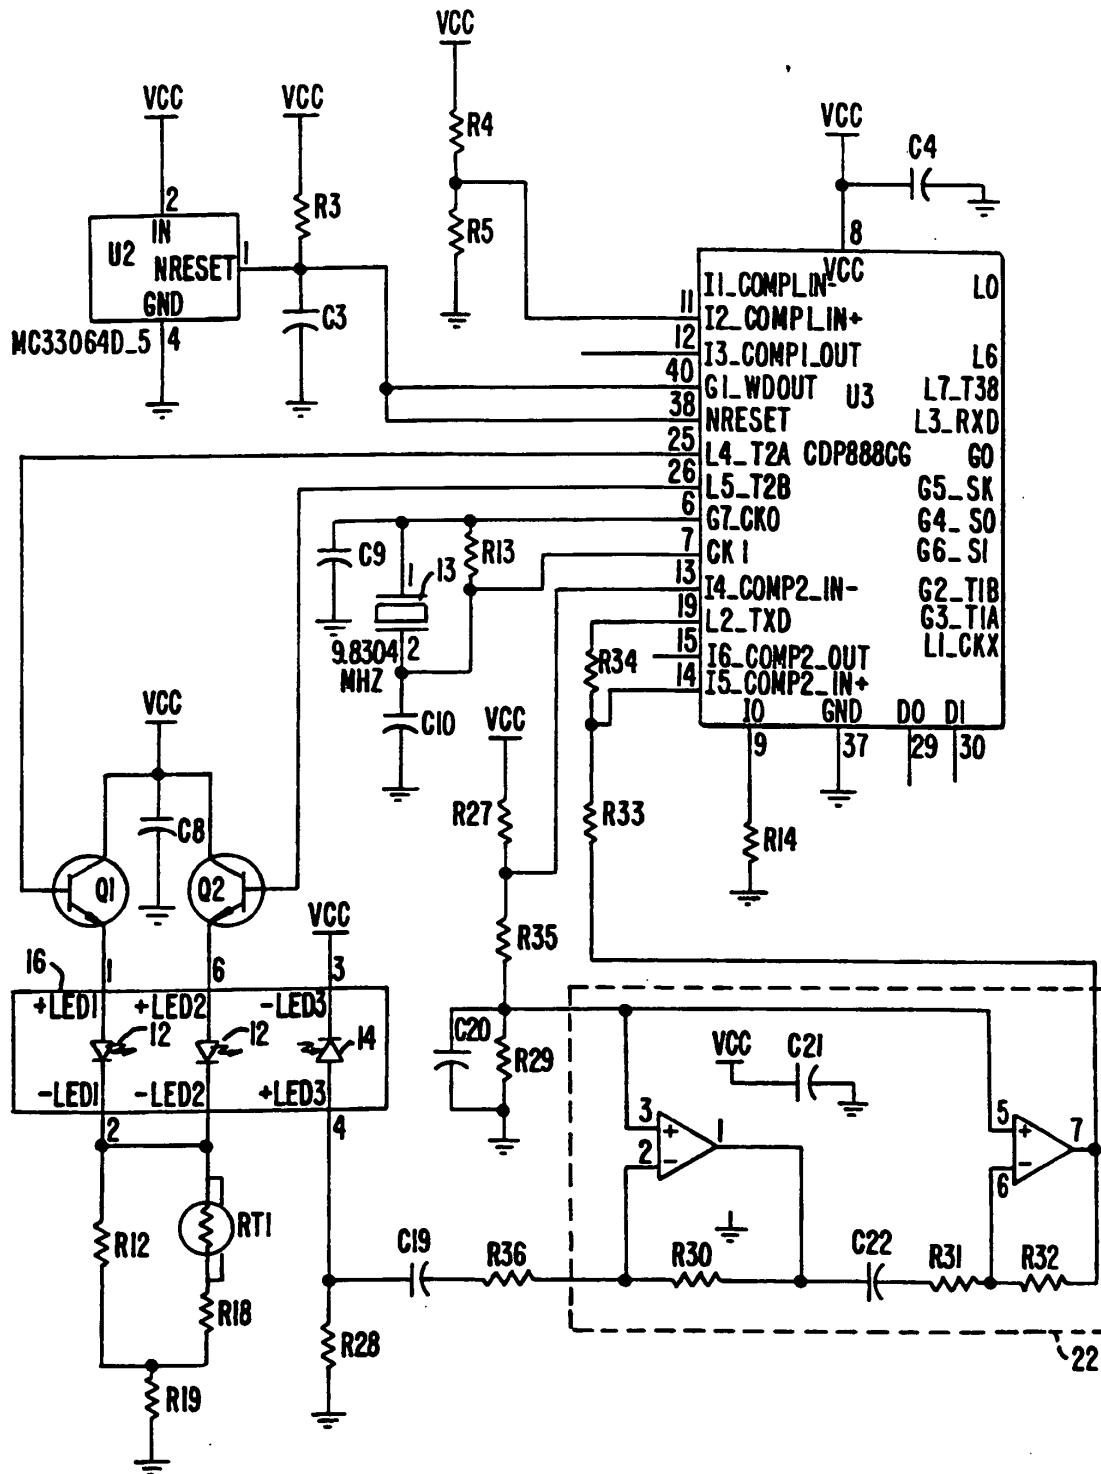 VCC
VCC
VCC
R4
VCC
C4
2
R3
R5
8
IN
U2
NRESET
1
GND
MC33064D_5
4
C3
VCC
I1_COMP1_IN-
L0
11
I2_COMP1_IN+
12
I3_COMP1_OUT
L6
40
G1_WDOUT
U3
L7_T38
38
NRESET
L3_RXD
25
L4_T2A
CDP888CG
G0
26
L5_T2B
G5_SK
6
G7_CKO
G4_SO
C9
R13
7
CKI
G6_SI
1
13
13
I4_COMP2_IN-
G2_T1B
19
L2_TXD
G3_T1A
L1_CKX
9.8304
MHZ
2
R34
15
I6_COMP2_OUT
14
I5_COMP2_IN+
C10
VCC
VCC
I0
GND
D0
D1
9
37
29
30
C8
R27
R33
R14
Q1
Q2
VCC
R35
16
1
6
3
+LED1
+LED2
-LED3
12
12
14
C20
R29
VCC
C21
-LED1
-LED2
+LED3
2
4
3
+
2
-
1
5
+
6
-
7
R12
RT1
C19
R36
R30
C22
R31
R32
R18
R28
22
R19